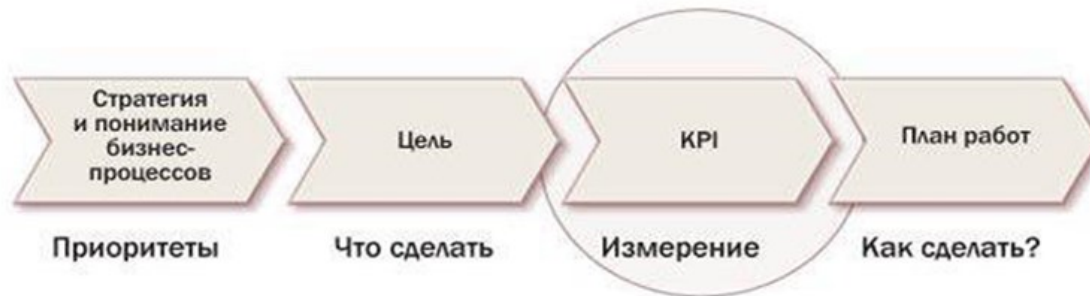 Стратегия
и понимание
бизнес-
процессов
Цель
KPI
План работ
Приоритеты
Что сделать
Измерение
Как сделать?